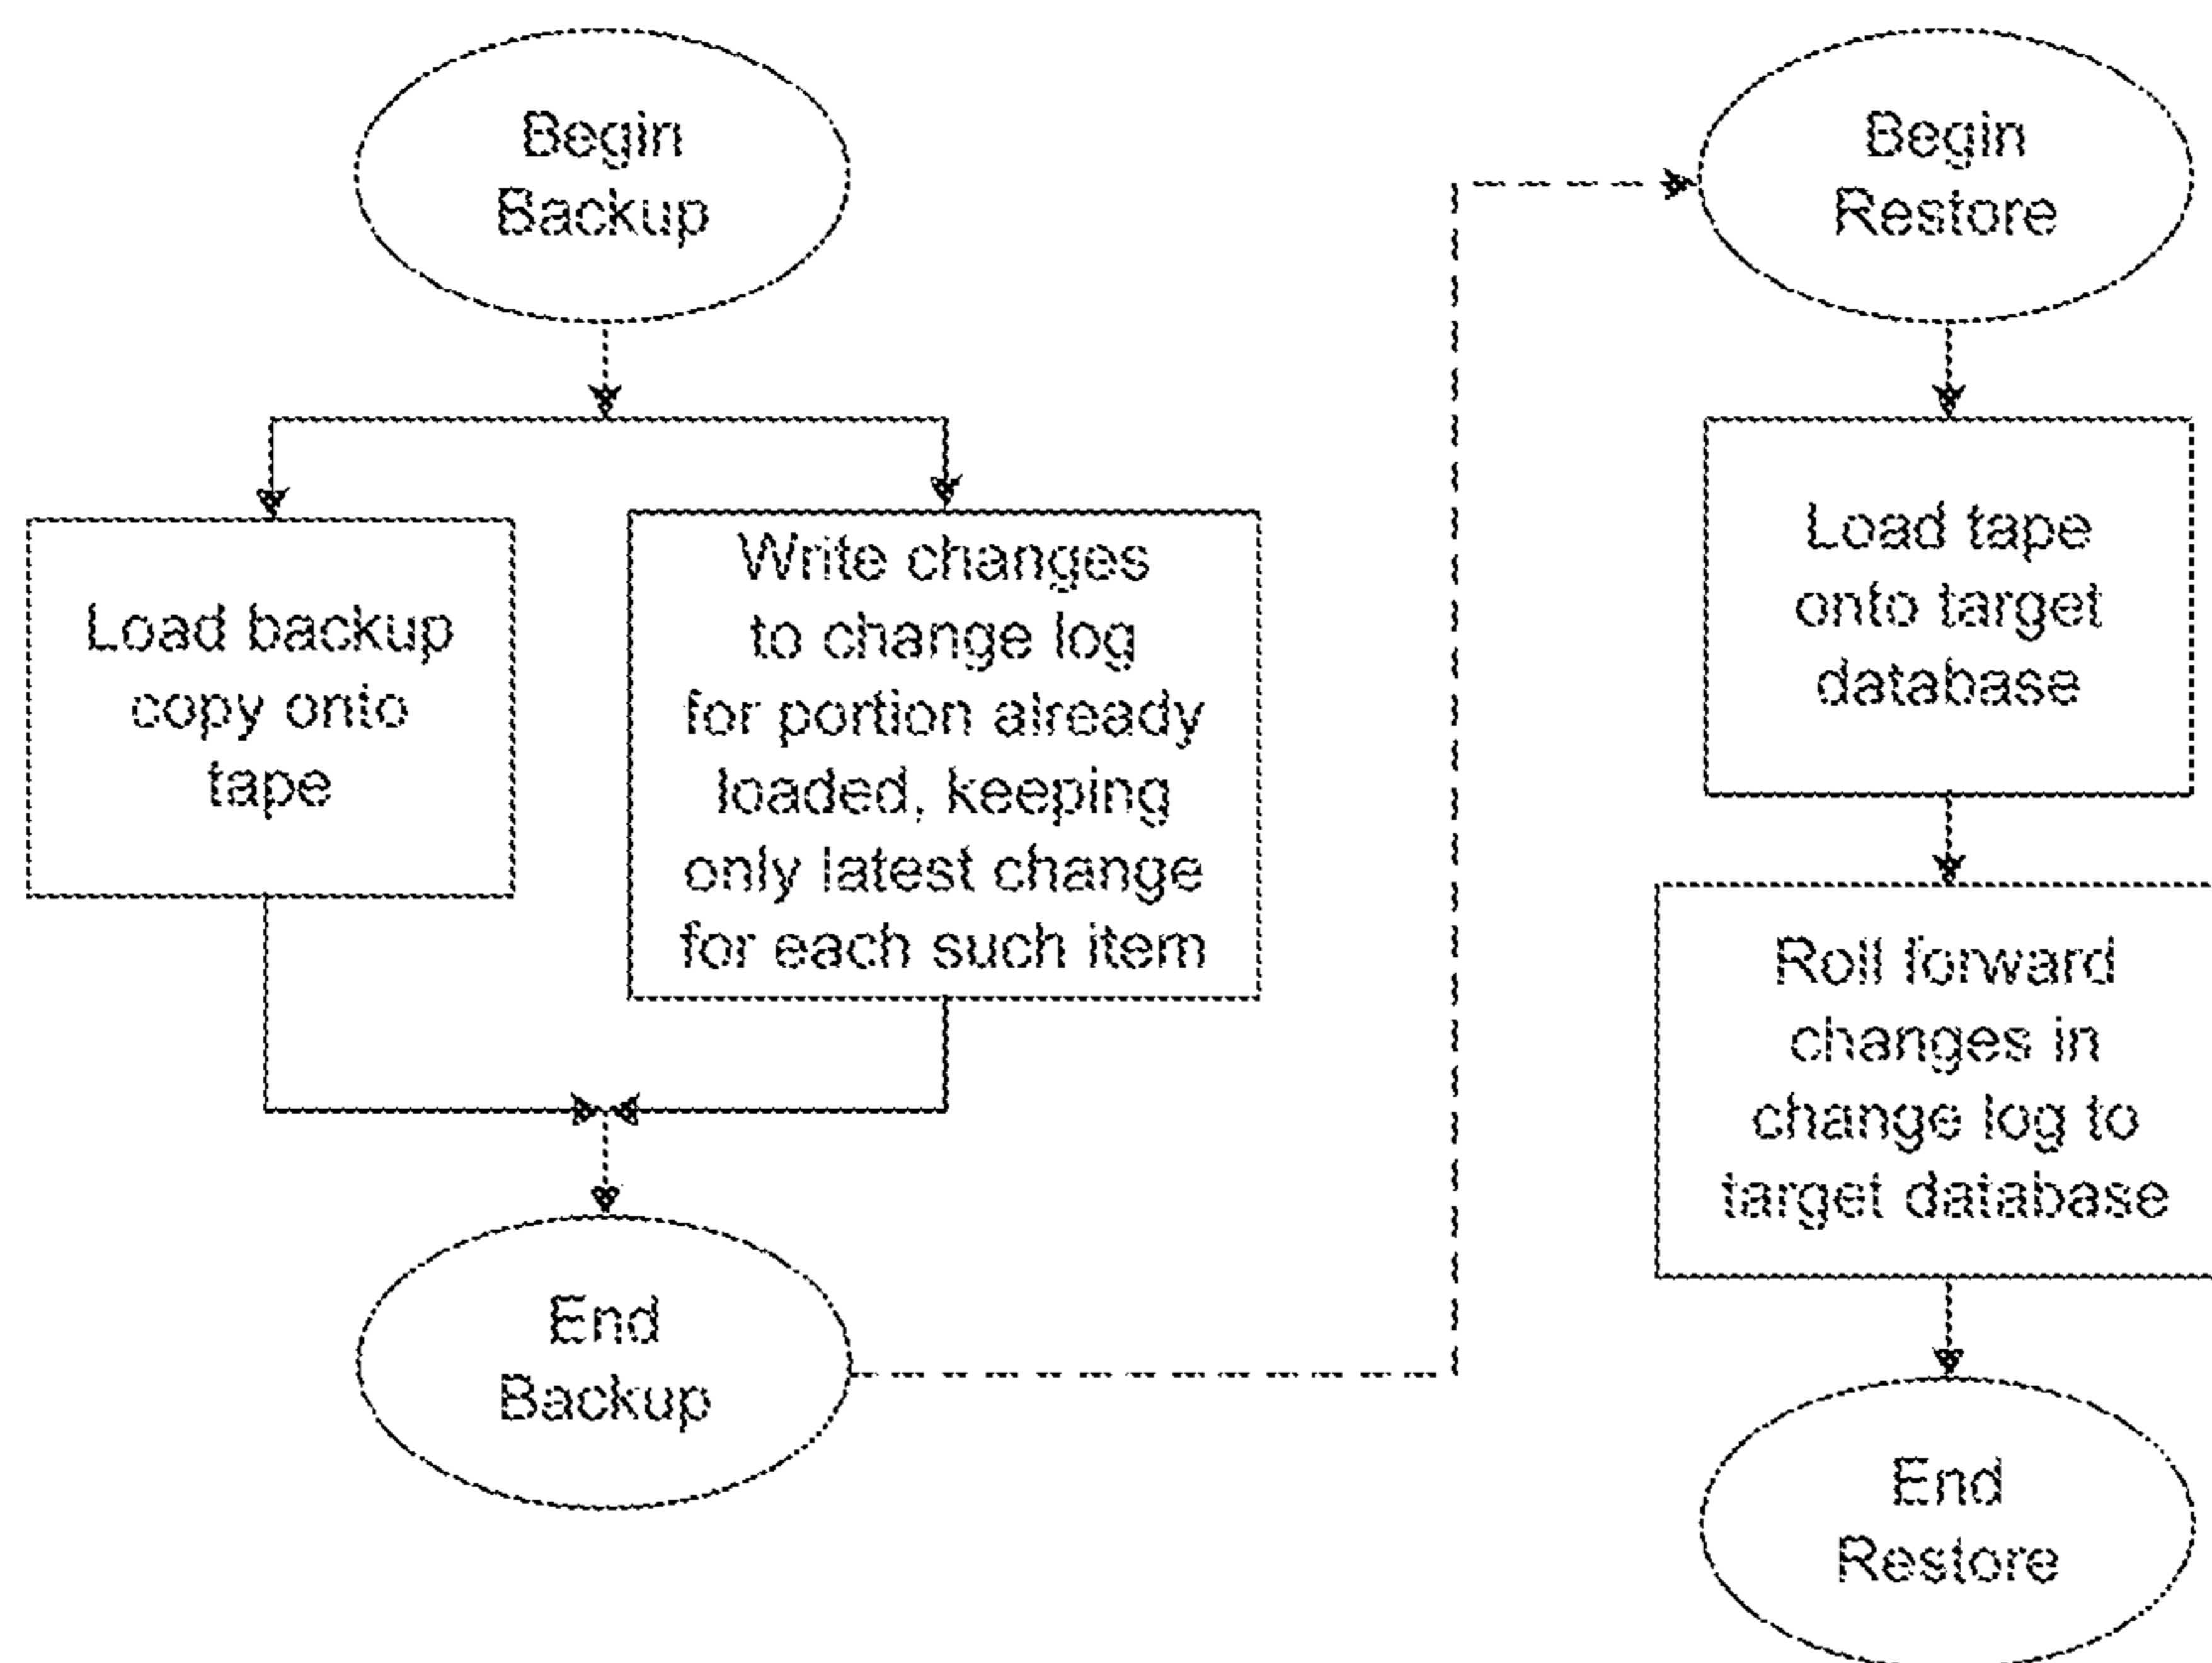 Begin
Backup
Load backup
copy onto
tape
Write changes
to change log
for portion already
loaded, keeping
only latest change
for each such item
End
Backup
Begin
Restore
Load tape
onto target
database
Roll forward
changes in
change log to
target database
End
Restore